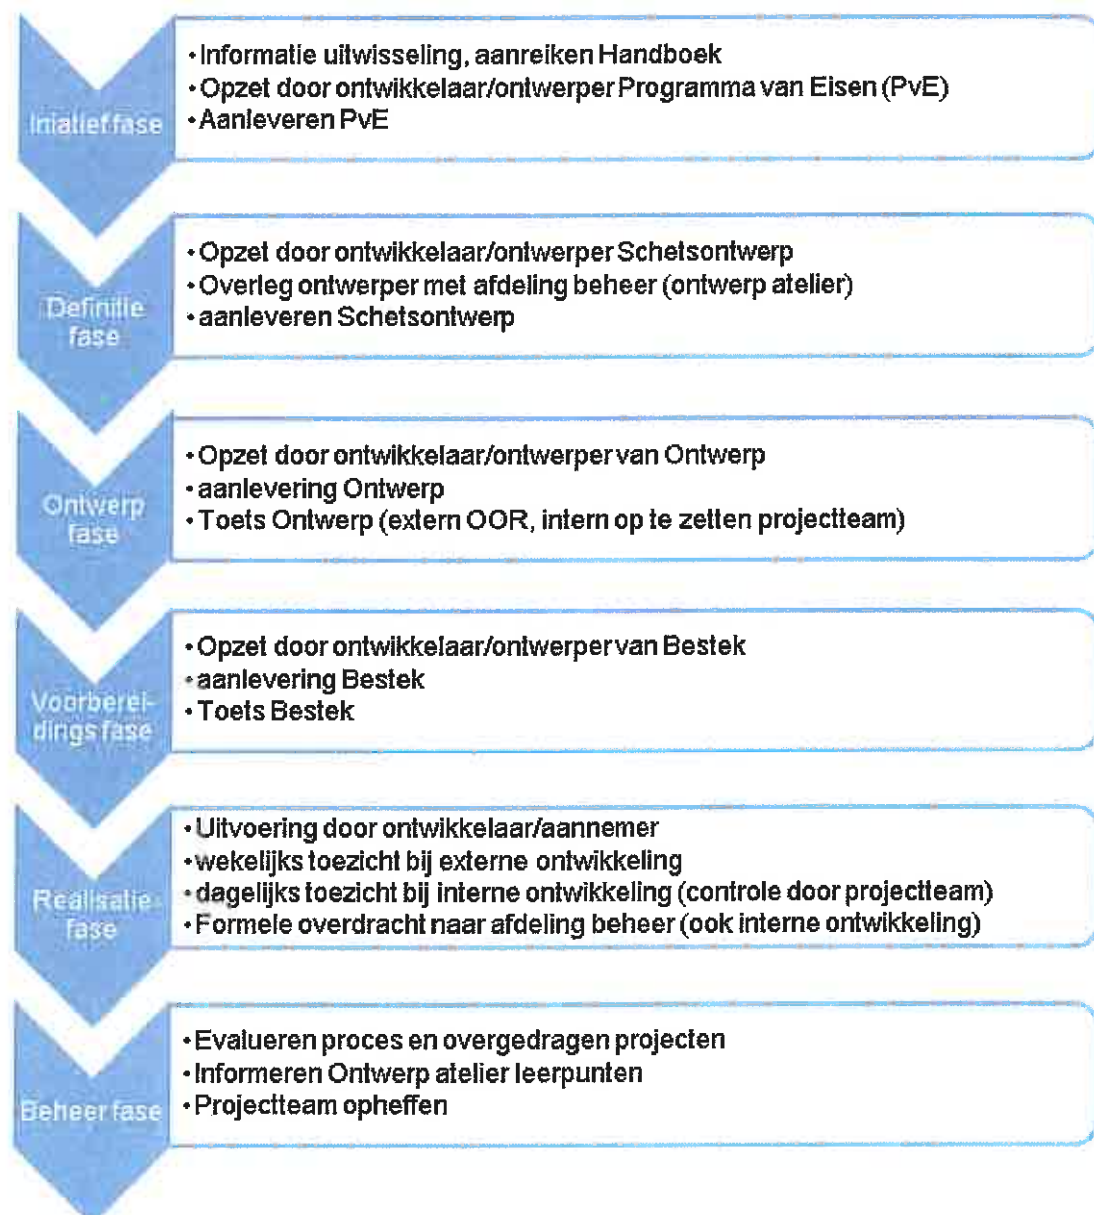 Iniatief fase
•Informatie uitwisseling, aanreiken Handboek
•Opzet door ontwikkelaar/ontwerper Programma van Eisen (PvE)
•Aanleveren PvE
Definitie
fase
•Opzet door ontwikkelaar/ontwerper Schetsontwerp
•Overleg ontwerper met afdeling beheer (ontwerp atelier)
•aanleveren Schetsontwerp
Ontwerp
fase
•Opzet door ontwikkelaar/ontwerper van Ontwerp
•aanlevering Ontwerp
•Toets Ontwerp (extern OOR, intern op te zetten projectteam)
Voorberei-
dings fase
•Opzet door ontwikkelaar/ontwerper van Bestek
•aanlevering Bestek
•Toets Bestek
Realisatie-
fase
•Uitvoering door ontwikkelaar/aannemer
•wekelijks toezicht bij externe ontwikkeling
•dagelijks toezicht bij interne ontwikkeling (controle door projectteam)
•Formele overdracht naar afdeling beheer (ook interne ontwikkeling)
Beheer fase
•Evalueren proces en overgedragen projecten
•Informeren Ontwerp atelier leerpunten
•Projectteam opheffen